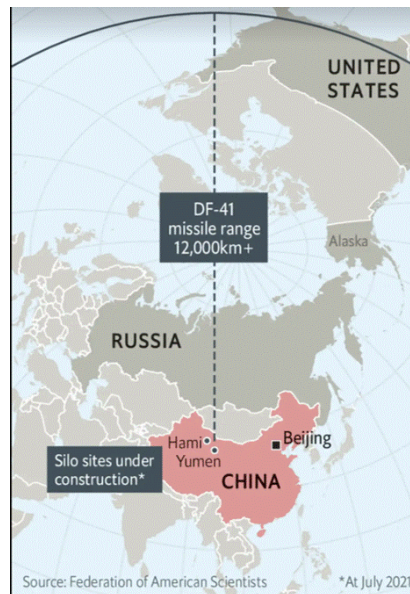 UNITED
STATES
DF-41
missile range
12,000km+
Alaska
RUSSIA
Hami
Beijing
Yumen
Silo sites under
construction*
CHINA
Source: Federation of American Scientists
*At July 2021